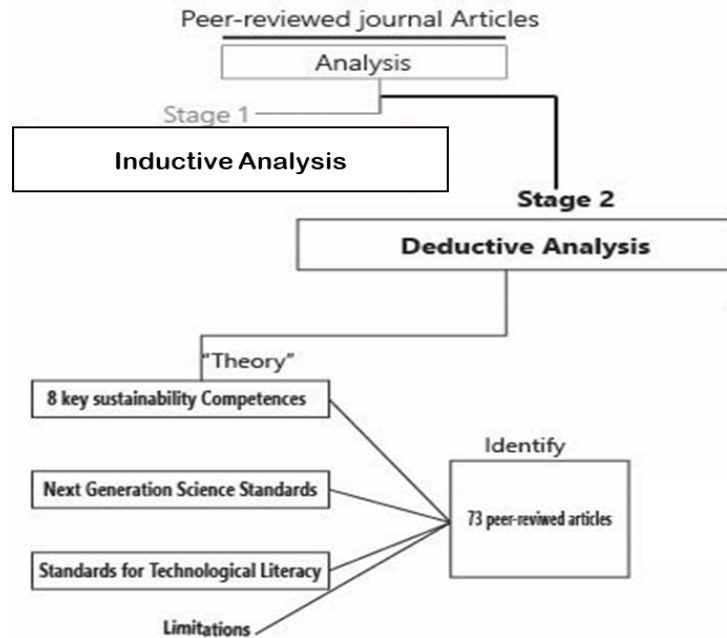 Peer-reviewed journal Articles
Analysis
Stage 1
Inductive Analysis
Stage 2
Deductive Analysis
"Theory"
8 key sustainability Competences
Identify
Next Generation Science Standards
73 peer-reviwed articles
Standards for Technological Literacy
Limitations